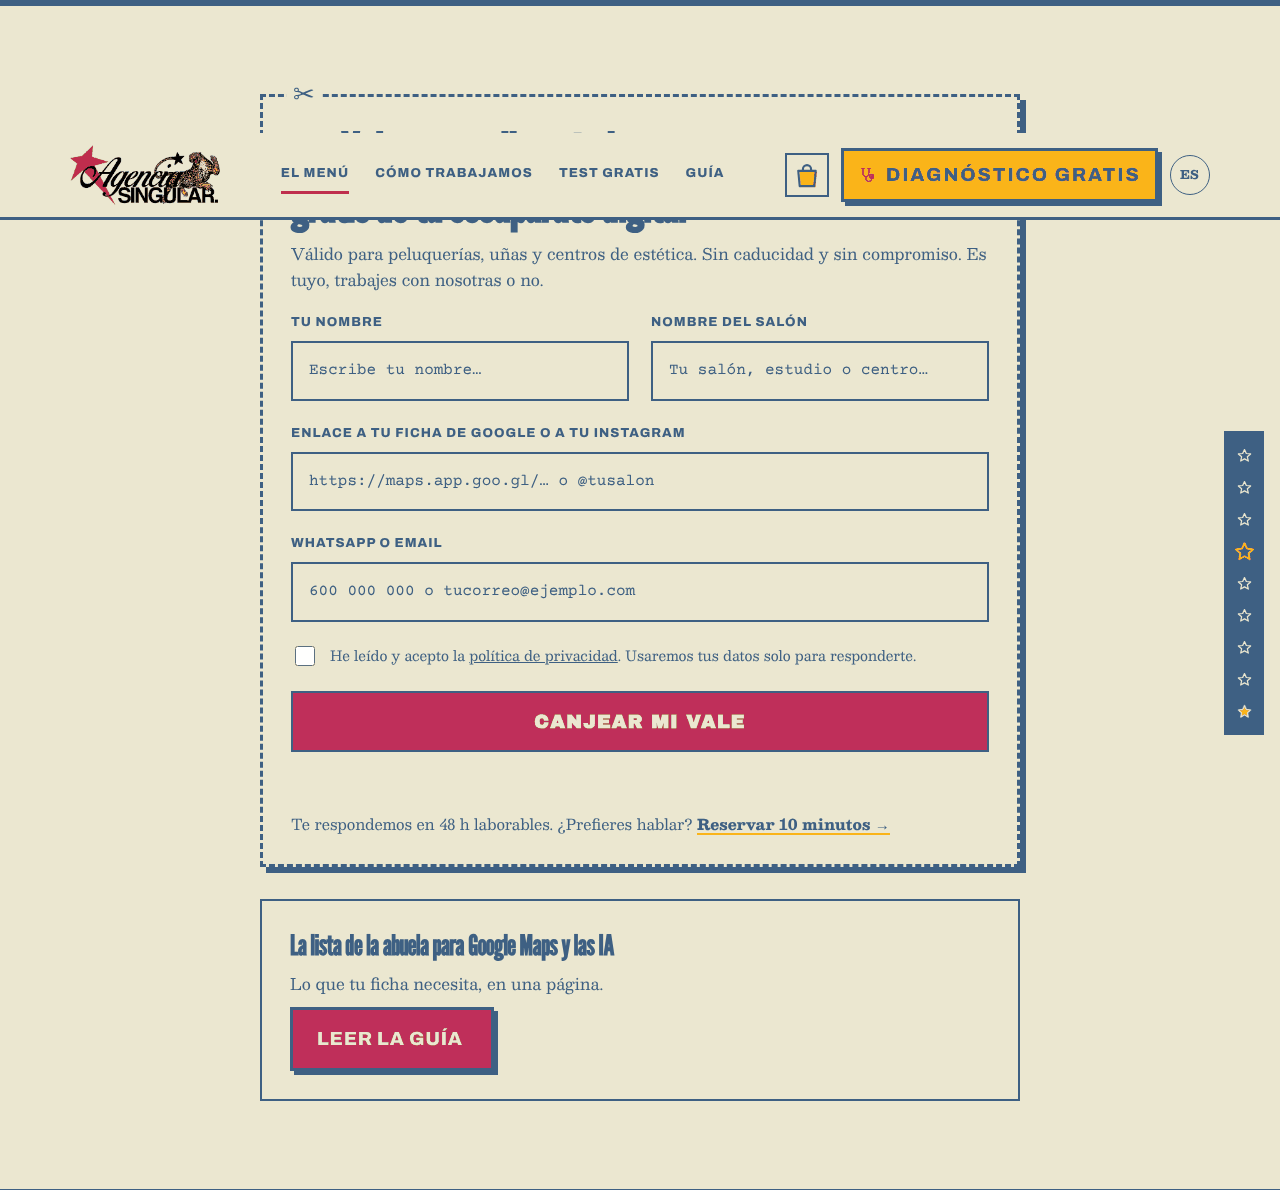 Agencia
SINGULAR.
EL MENÚ
CÓMO TRABAJAMOS
TEST GRATIS
GUÍA
DIAGNÓSTICO GRATIS
ES
grado de tu escaparate digital
Válido para peluquerías, uñas y centros de estética. Sin caducidad y sin compromiso. Es
tuyo, trabajes con nosotras o no.
TU NOMBRE
NOMBRE DEL SALÓN
Escribe tu nombre…
Tu salón, estudio o centro…
ENLACE A TU FICHA DE GOOGLE O A TU INSTAGRAM
https://maps.app.goo.gl/… o @tusalon
WHATSAPP O EMAIL
600 000 000 o tucorreo@ejemplo.com
He leído y acepto la política de privacidad. Usaremos tus datos solo para responderte.
CANJEAR MI VALE
Te respondemos en 48 h laborables. ¿Prefieres hablar? Reservar 10 minutos →
La lista de la abuela para Google Maps y las IA
Lo que tu ficha necesita, en una página.
LEER LA GUÍA